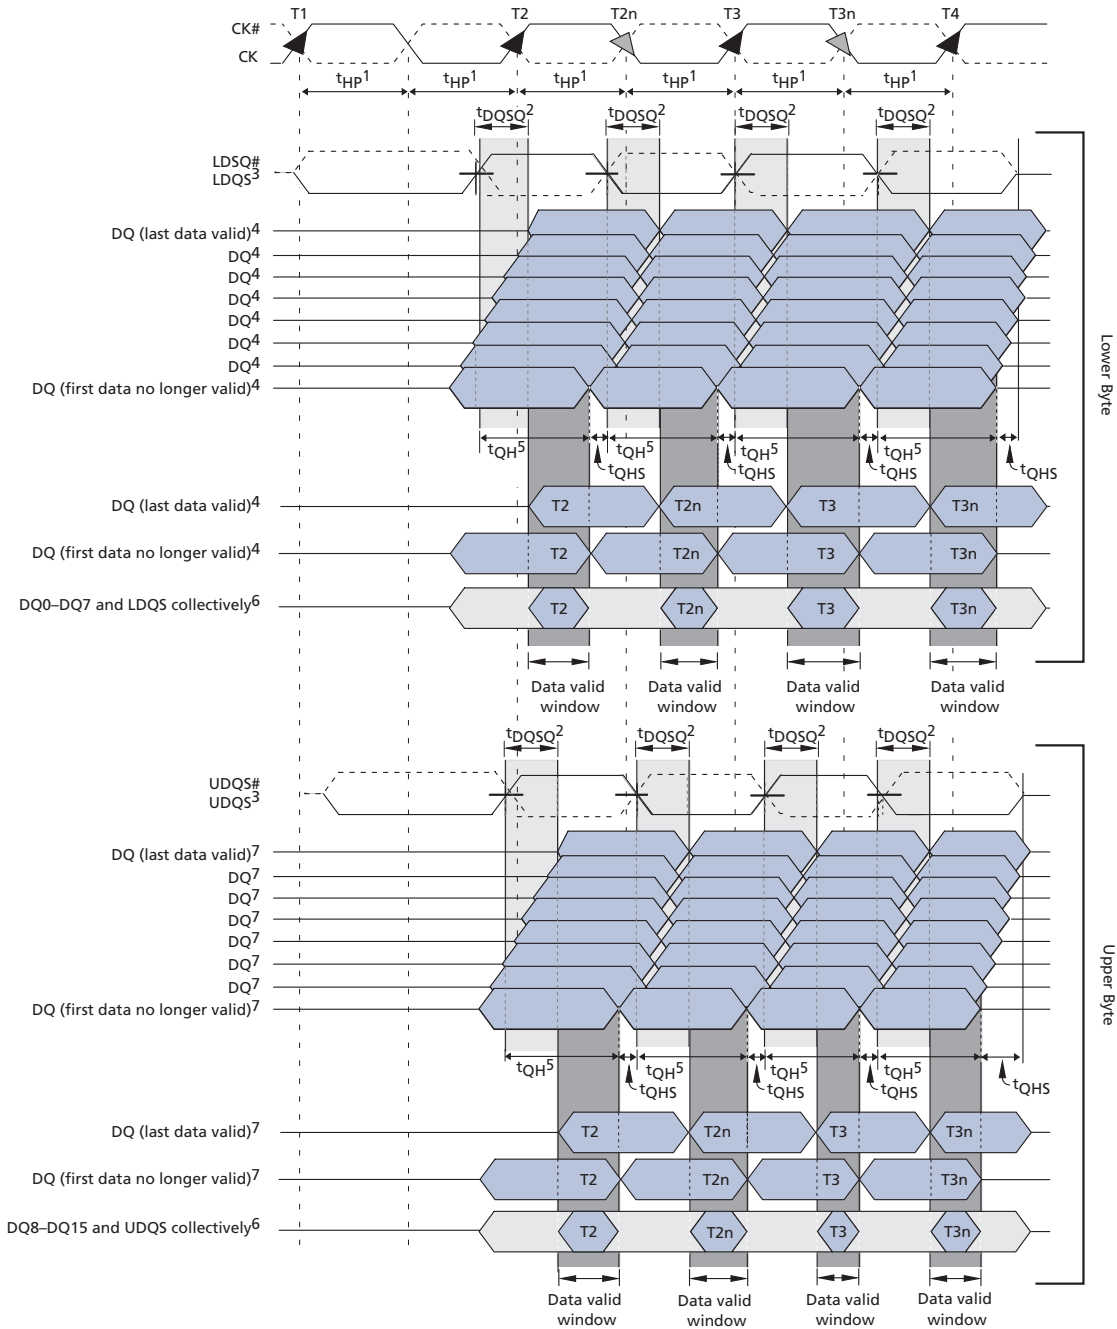 T1 T2 T2n T3 T3n T4
CK#
CK
tHP1 tHP1 tHP1 tHP1 tHP1 tHP1
tDQSQ2 tDQSQ2 tDQSQ2 tDQSQ2
LDSQ#
LDQS3
DQ (last data valid)4
DQ4
DQ4
DQ4
DQ4
DQ4
DQ4
DQ (first data no longer valid)4
tQH5 tQH5 tQH5 tQH5
tQHS tQHS tQHS tQHS
DQ (last data valid)4 T2 T2n T3 T3n
DQ (first data no longer valid)4 T2 T2n T3 T3n
DQ0–DQ7 and LDQS collectively6 T2 T2n T3 T3n
Data valid window Data valid window Data valid window Data valid window
Lower Byte
tDQSQ2 tDQSQ2 tDQSQ2 tDQSQ2
UDQS#
UDQS3
DQ (last data valid)7
DQ7
DQ7
DQ7
DQ7
DQ7
DQ7
DQ (first data no longer valid)7
tQH5 tQH5 tQH5 tQH5
tQHS tQHS tQHS tQHS
DQ (last data valid)7 T2 T2n T3 T3n
DQ (first data no longer valid)7 T2 T2n T3 T3n
DQ8–DQ15 and UDQS collectively6 T2 T2n T3 T3n
Data valid window Data valid window Data valid window Data valid window
Upper Byte